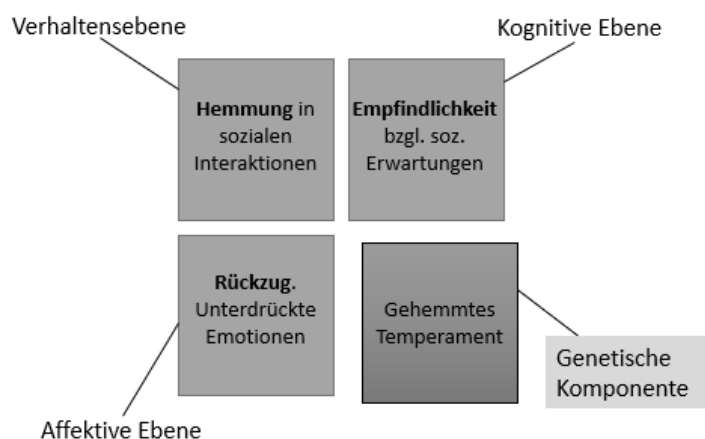 Verhaltensebene
Kognitive Ebene
Hemmung in
sozialen
Interaktionen
Empfindlichkeit
bzgl. soz.
Erwartungen
Rückzug.
Unterdrückte
Emotionen
Gehemmtes
Temperament
Genetische
Komponente
Affektive Ebene